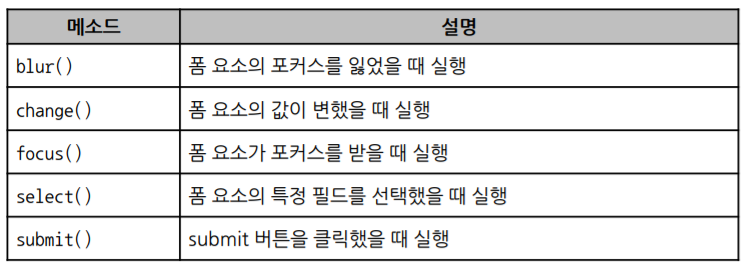 메소드 설명
blur() 폼 요소의 포커스를 잃었을 때 실행
change() 폼 요소의 값이 변했을 때 실행
focus() 폼 요소가 포커스를 받을 때 실행
select() 폼 요소의 특정 필드를 선택했을 때 실행
submit() submit 버튼을 클릭했을 때 실행